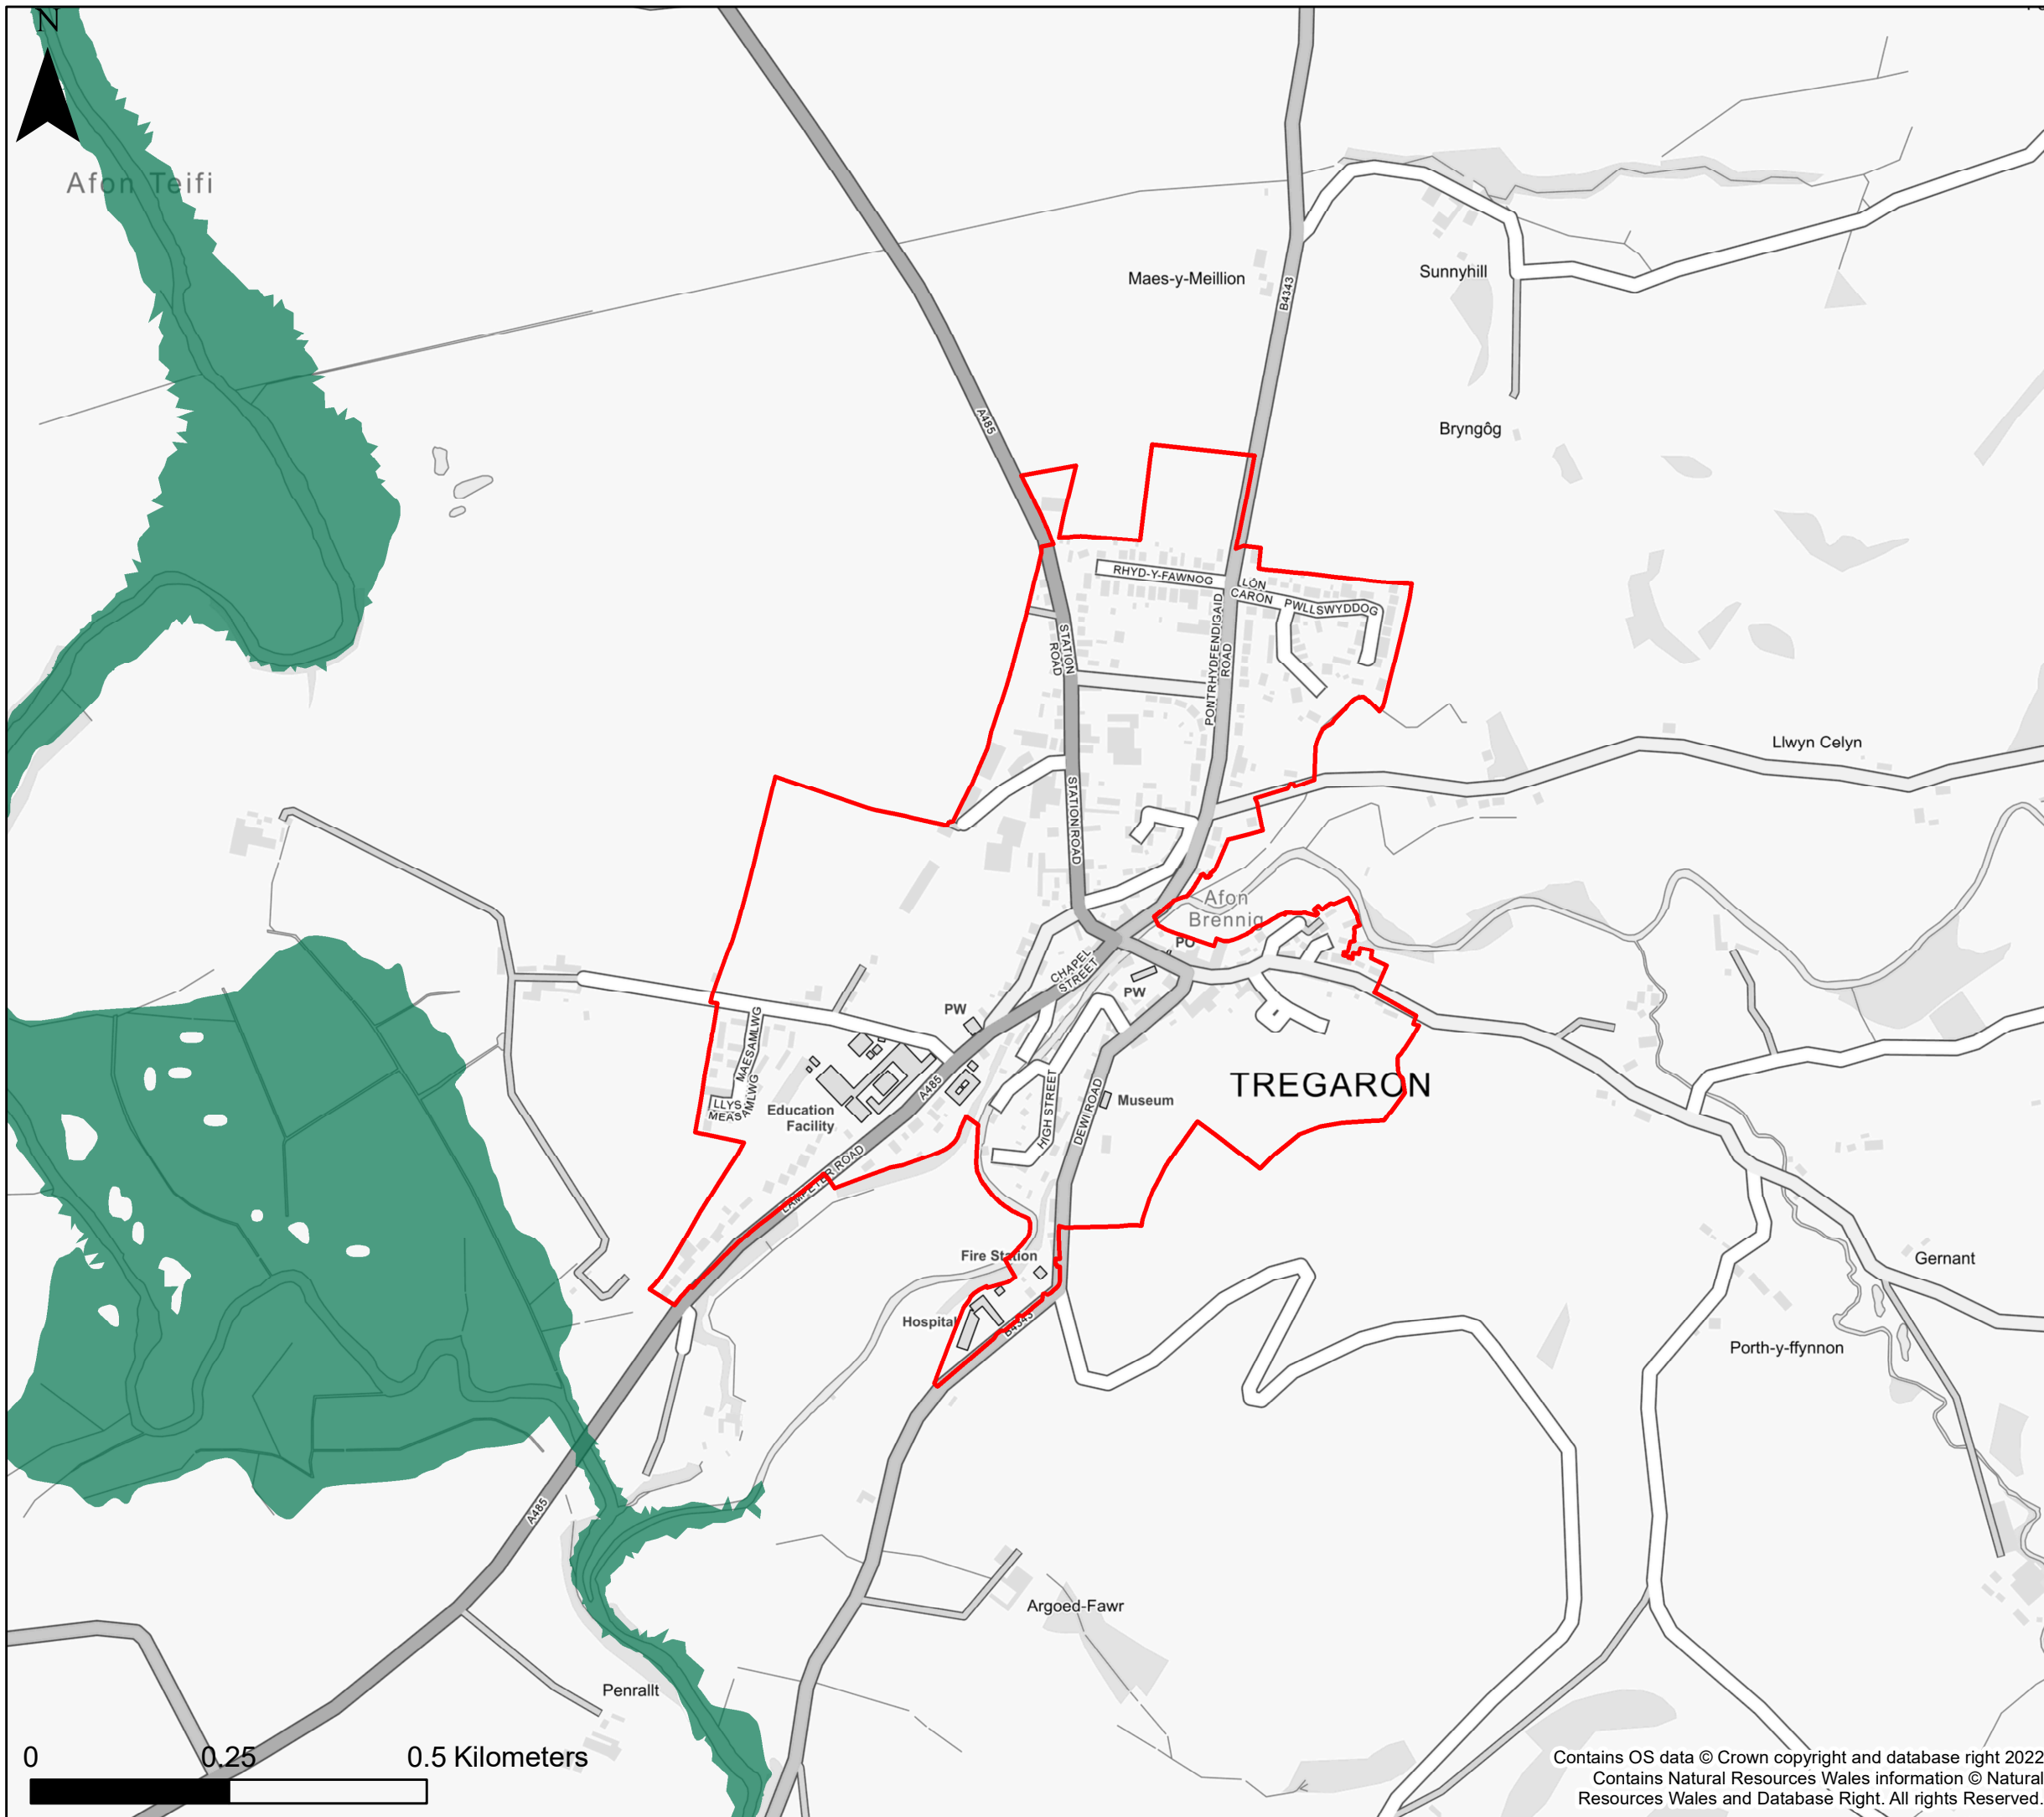 N
Afon Teifi
Maes-y-Meillion
Sunnyhill
B4343
A485
Bryngôg
RHYD-Y-FAWNOG
LÔN
CARON
PWLLSWYDDOG
STATION
ROAD
PONTRHYDFENDIGAID
ROAD
Llwyn Celyn
STATION ROAD
Afon
Brennig
PO
CHAPEL
STREET
PW
PW
MAESAMLWG
LLYS
MEASAMLWG
A485
Education
Facility
TREGARON
Museum
HIGH STREET
DEWI ROAD
LAMPETER ROAD
Fire Station
Hospital
B4343
Gernant
Porth-y-ffynnon
A485
Argoed-Fawr
Penrallt
0 0.25 0.5 Kilometers
Contains OS data © Crown copyright and database right 2022
Contains Natural Resources Wales information © Natural
Resources Wales and Database Right. All rights Reserved.